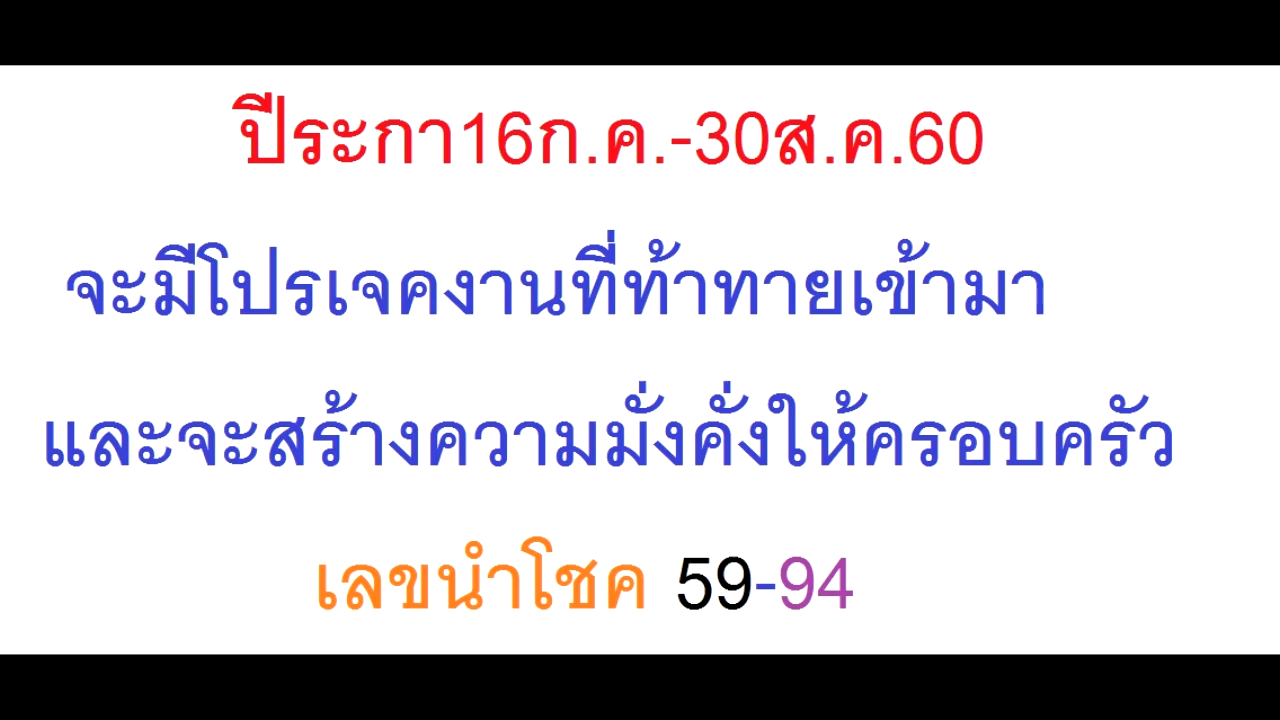 ปีระกา16ก.ค.-30ส.ค.60
จะมีโปรเจคงานที่ท้าทายเข้ามา
และจะสร้างความมั่งคั่งให้ครอบครัว
เลขนำโชค 59-94